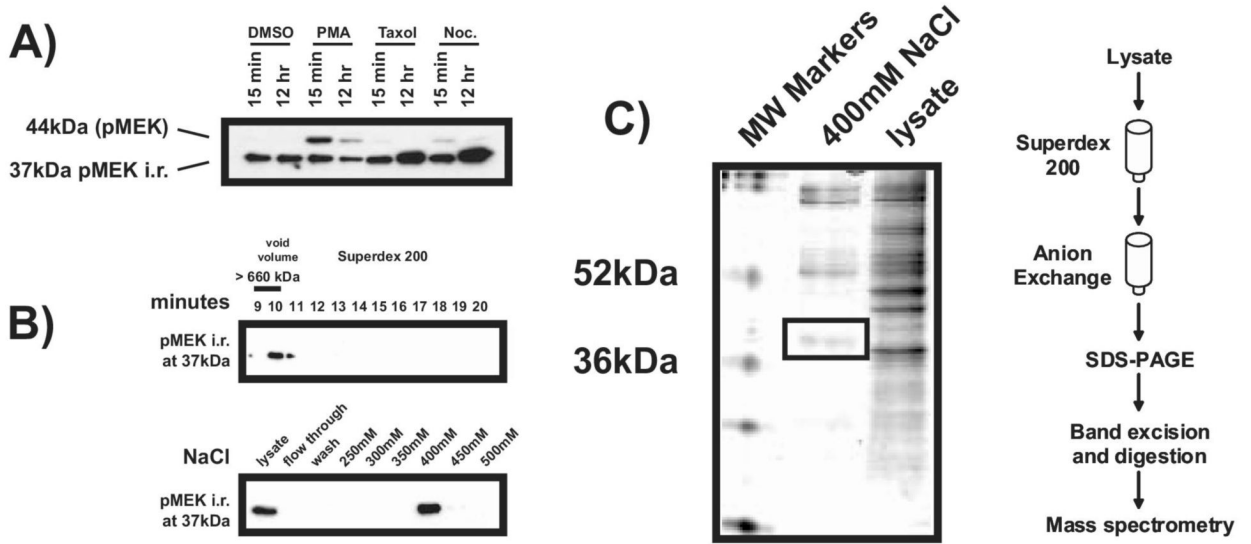 A)
DMSO PMA Taxol Noc.
15 min 12 hr 15 min 12 hr 15 min 12 hr 15 min 12 hr
44kDa (pMEK)
37kDa pMEK i.r.
B)
void
volume
Superdex 200
> 660 kDa
minutes 9 10 11 12 13 14 15 16 17 18 19 20
pMEK i.r.
at 37kDa
NaCl lysate flow through wash 250mM 300mM 350mM 400mM 450mM 500mM
pMEK i.r.
at 37kDa
C)
MW Markers 400mM NaCl lysate
52kDa
36kDa
Lysate
Superdex
200
Anion
Exchange
SDS-PAGE
Band excision
and digestion
Mass spectrometry